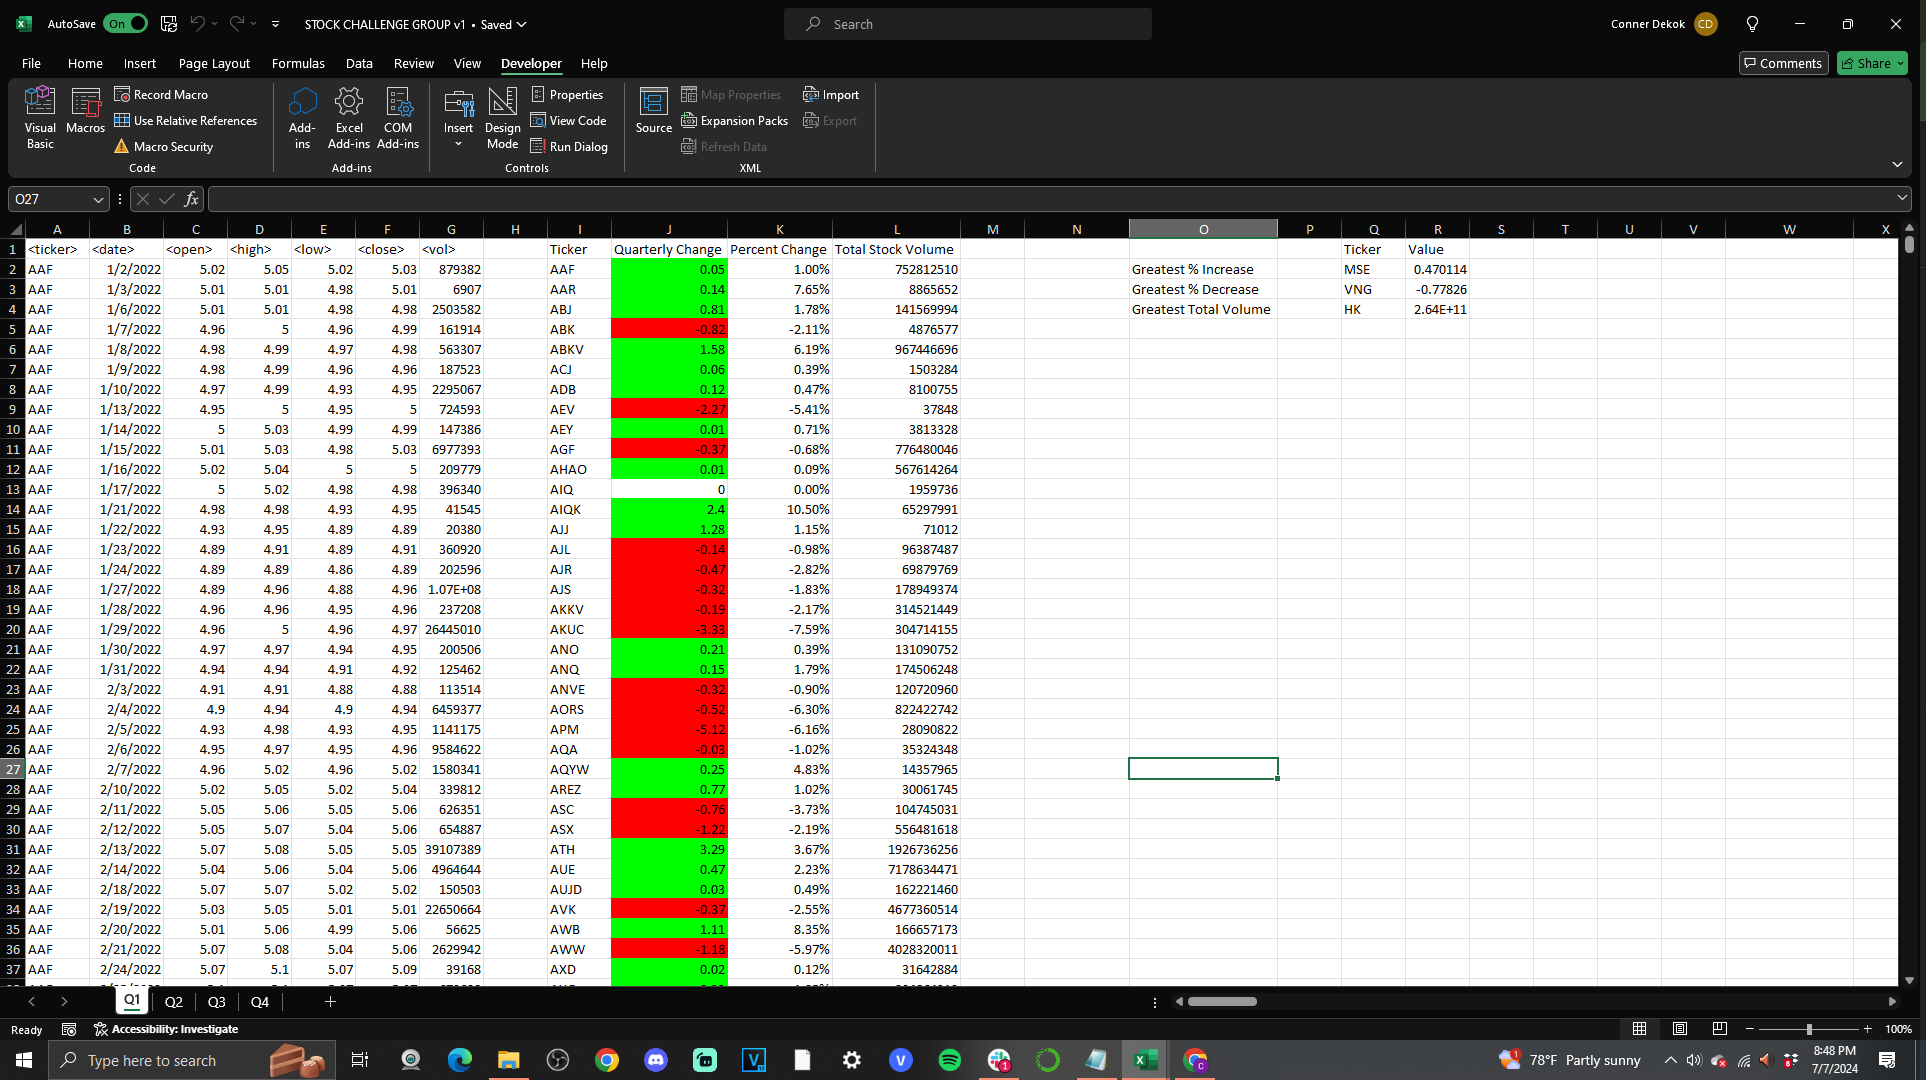 AutoSave On STOCK CHALLENGE GROUP v1 • Saved Search Conner Dekok CD
File Home Insert Page Layout Formulas Data Review View Developer Help Comments Share
Visual Basic Macros Record Macro Use Relative References Macro Security Code
Add-ins Excel Add-ins COM Add-ins Add-ins
Insert Design Mode Properties View Code Run Dialog Controls
Source Map Properties Expansion Packs Refresh Data Import Export XML
O27 fx
A B C D E F G H I J K L M N O P Q R S T U V W X
1 <ticker> <date> <open> <high> <low> <close> <vol> Ticker Quarterly Change Percent Change Total Stock Volume Ticker Value
2 AAF 1/2/2022 5.02 5.05 5.02 5.03 879382 AAF 0.05 1.00% 752812510 Greatest % Increase MSE 0.470114
3 AAF 1/3/2022 5.01 5.01 4.98 5.01 6907 AAR 0.14 7.65% 8865652 Greatest % Decrease VNG -0.77826
4 AAF 1/6/2022 5.01 5.01 4.98 4.98 2503582 ABJ 0.81 1.78% 141569994 Greatest Total Volume HK 2.64E+11
5 AAF 1/7/2022 4.96 5 4.96 4.99 161914 ABK -0.82 -2.11% 4876577
6 AAF 1/8/2022 4.98 4.99 4.97 4.98 563307 ABKV 1.58 6.19% 967446696
7 AAF 1/9/2022 4.98 4.99 4.96 4.96 187523 ACJ 0.06 0.39% 1503284
8 AAF 1/10/2022 4.97 4.99 4.93 4.95 2295067 ADB 0.12 0.47% 8100755
9 AAF 1/13/2022 4.95 5 4.95 5 724593 AEV -2.27 -5.41% 37848
10 AAF 1/14/2022 5 5.03 4.99 4.99 147386 AEY 0.01 0.71% 3813328
11 AAF 1/15/2022 5.01 5.03 4.98 5.03 6977393 AGF -0.37 -0.68% 776480046
12 AAF 1/16/2022 5.02 5.04 5 5 209779 AHAO 0.01 0.09% 567614264
13 AAF 1/17/2022 5 5.02 4.98 4.98 396340 AIQ 0 0.00% 1959736
14 AAF 1/21/2022 4.98 4.98 4.93 4.95 41545 AIQK 2.4 10.50% 65297991
15 AAF 1/22/2022 4.93 4.95 4.89 4.89 20380 AJJ 1.28 1.15% 71012
16 AAF 1/23/2022 4.89 4.91 4.89 4.91 360920 AJL -0.14 -0.98% 96387487
17 AAF 1/24/2022 4.89 4.89 4.86 4.89 202596 AJR -0.47 -2.82% 69879769
18 AAF 1/27/2022 4.89 4.96 4.88 4.96 1.07E+08 AJS -0.32 -1.83% 178949374
19 AAF 1/28/2022 4.96 4.96 4.95 4.96 237208 AKKV -0.19 -2.17% 314521449
20 AAF 1/29/2022 4.96 5 4.96 4.97 26445010 AKUC -3.33 -7.59% 304714155
21 AAF 1/30/2022 4.97 4.97 4.94 4.95 200506 ANO 0.21 0.39% 131090752
22 AAF 1/31/2022 4.94 4.94 4.91 4.92 125462 ANQ 0.15 1.79% 174506248
23 AAF 2/3/2022 4.91 4.91 4.88 4.88 113514 ANVE -0.32 -0.90% 120720960
24 AAF 2/4/2022 4.9 4.94 4.9 4.94 6459377 AORS -0.52 -6.30% 822422742
25 AAF 2/5/2022 4.93 4.98 4.93 4.95 1141175 APM -5.12 -6.16% 28090822
26 AAF 2/6/2022 4.95 4.97 4.95 4.96 9584622 AQA -0.03 -1.02% 35324348
27 AAF 2/7/2022 4.96 5.02 4.96 5.02 1580341 AQYW 0.25 4.83% 14357965
28 AAF 2/10/2022 5.02 5.05 5.02 5.04 339812 AREZ 0.77 1.02% 30061745
29 AAF 2/11/2022 5.05 5.06 5.05 5.06 626351 ASC -0.76 -3.73% 104745031
30 AAF 2/12/2022 5.05 5.07 5.04 5.06 654887 ASX -1.22 -2.19% 556481618
31 AAF 2/13/2022 5.07 5.08 5.05 5.05 39107389 ATH 3.29 3.67% 1926736256
32 AAF 2/14/2022 5.04 5.06 5.04 5.06 4964644 AUE 0.47 2.23% 7178634471
33 AAF 2/18/2022 5.07 5.07 5.02 5.02 150503 AUJD 0.03 0.49% 162221460
34 AAF 2/19/2022 5.03 5.05 5.01 5.01 22650664 AVK -0.37 -2.55% 4677360514
35 AAF 2/20/2022 5.01 5.06 4.99 5.06 56625 AWB 1.11 8.35% 166657173
36 AAF 2/21/2022 5.07 5.08 5.04 5.06 2629942 AWW -1.18 -5.97% 4028320011
37 AAF 2/24/2022 5.07 5.1 5.07 5.09 39168 AXD 0.02 0.12% 31642884
Q1 Q2 Q3 Q4 +
Ready Accessibility: Investigate 100%
Type here to search 78°F Partly sunny 8:48 PM
7/7/2024